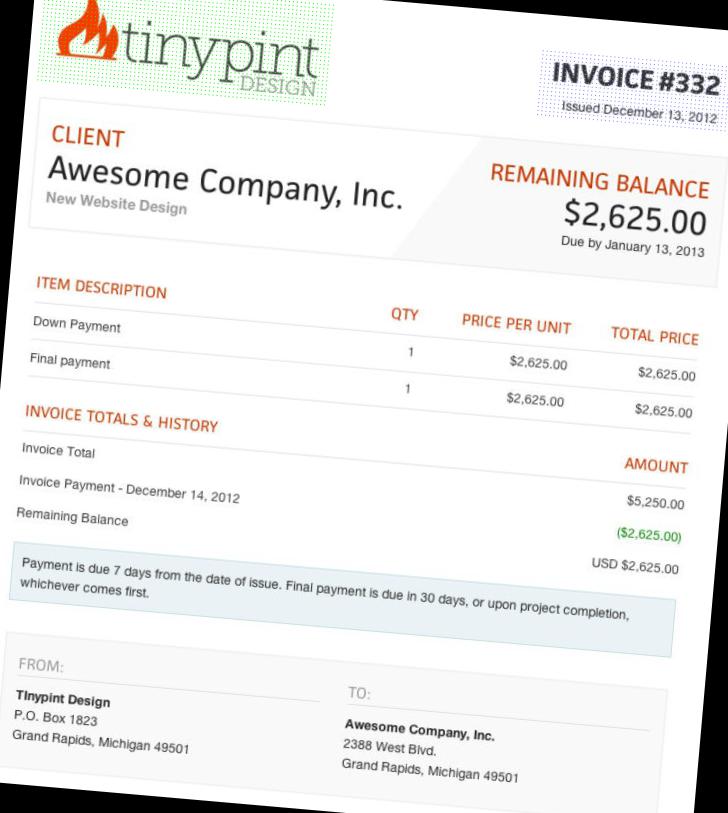 tinypint
DESIGN
INVOICE #332
Issued December 13, 2012
CLIENT
Awesome Company, Inc.
New Website Design
REMAINING BALANCE
$2,625.00
Due by January 13, 2013
ITEM DESCRIPTION QTY PRICE PER UNIT TOTAL PRICE
Down Payment 1 $2,625.00 $2,625.00
Final payment 1 $2,625.00 $2,625.00
INVOICE TOTALS & HISTORY AMOUNT
Invoice Total $5,250.00
Invoice Payment - December 14, 2012 ($2,625.00)
Remaining Balance USD $2,625.00
Payment is due 7 days from the date of issue. Final payment is due in 30 days, or upon project completion,
whichever comes first.
FROM:
TInypint Design
P.O. Box 1823
Grand Rapids, Michigan 49501
TO:
Awesome Company, Inc.
2388 West Blvd.
Grand Rapids, Michigan 49501